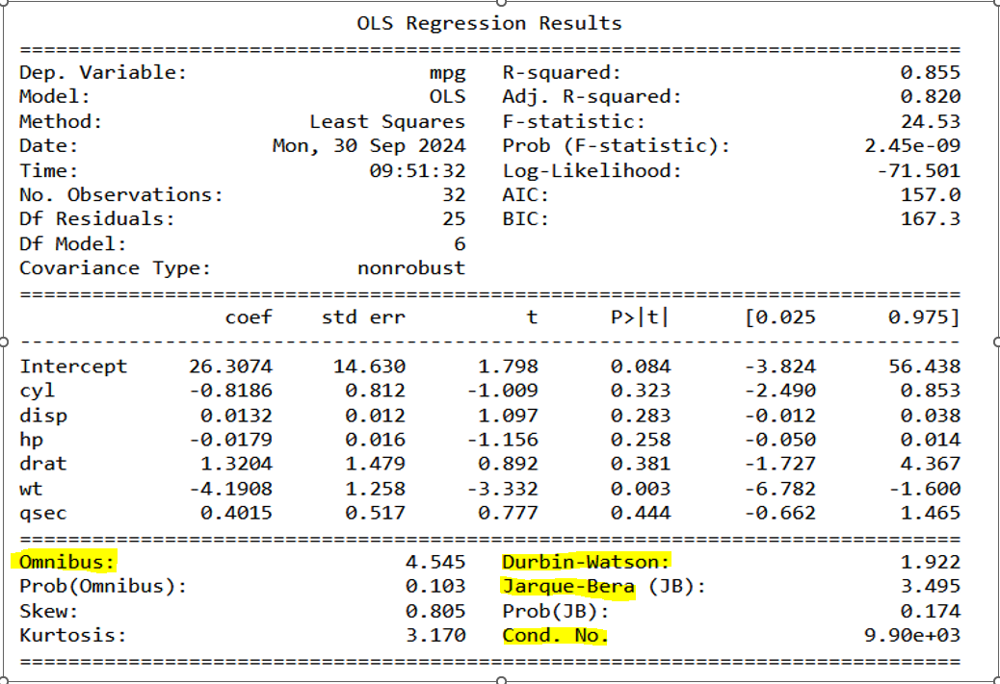 OLS Regression Results
==============================================================================
Dep. Variable:                    mpg   R-squared:                       0.855
Model:                            OLS   Adj. R-squared:                  0.820
Method:                 Least Squares   F-statistic:                     24.53
Date:                Mon, 30 Sep 2024   Prob (F-statistic):           2.45e-09
Time:                        09:51:32   Log-Likelihood:                -71.501
No. Observations:                  32   AIC:                             157.0
Df Residuals:                      25   BIC:                             167.3
Df Model:                           6
Covariance Type:            nonrobust
==============================================================================
                 coef    std err          t      P>|t|      [0.025      0.975]
------------------------------------------------------------------------------
Intercept     26.3074     14.630      1.798      0.084      -3.824      56.438
cyl           -0.8186      0.812     -1.009      0.323      -2.490       0.853
disp           0.0132      0.012      1.097      0.283      -0.012       0.038
hp            -0.0179      0.016     -1.156      0.258      -0.050       0.014
drat           1.3204      1.479      0.892      0.381      -1.727       4.367
wt            -4.1908      1.258     -3.332      0.003      -6.782      -1.600
qsec           0.4015      0.517      0.777      0.444      -0.662       1.465
==============================================================================
Omnibus:                        4.545   Durbin-Watson:                   1.922
Prob(Omnibus):                  0.103   Jarque-Bera (JB):                3.495
Skew:                           0.805   Prob(JB):                        0.174
Kurtosis:                       3.170   Cond. No.                     9.90e+03
==============================================================================